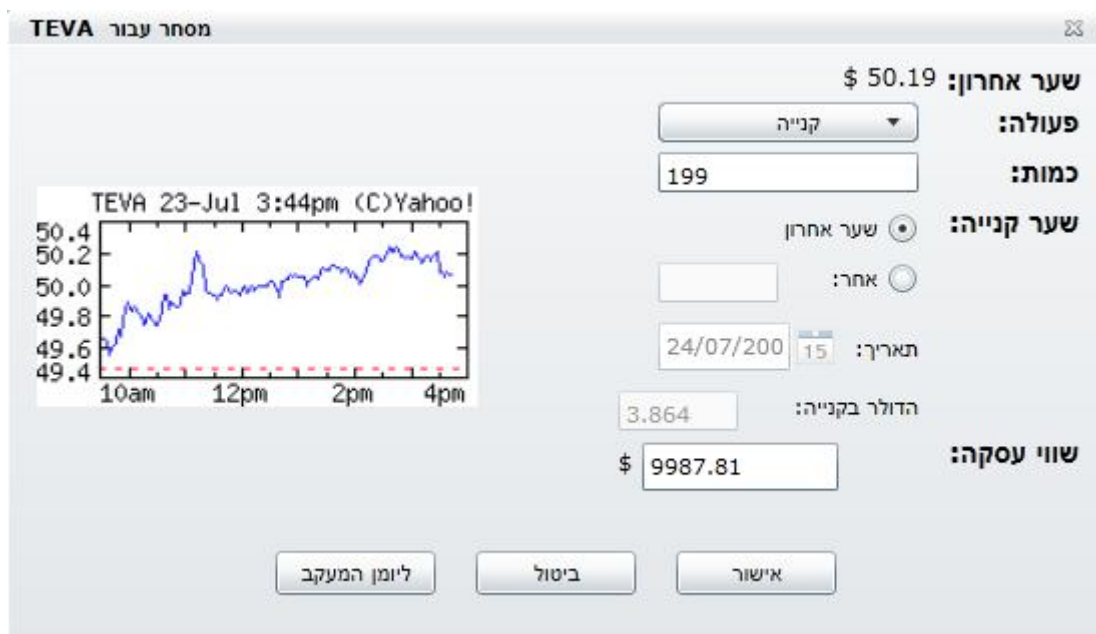 מסחר עבור TEVA
שער אחרון: 50.19 $
פעולה: קנייה
כמות: 199
שער קנייה: שער אחרון
אחר:
תאריך: 15 24/07/200
הדולר בקנייה: 3.864
שווי עסקה: 9987.81 $
TEVA 23-Jul 3:44pm (C)Yahoo!
50.4
50.2
50.0
49.8
49.6
49.4
10am 12pm 2pm 4pm
אישור ביטול ליומן המעקב